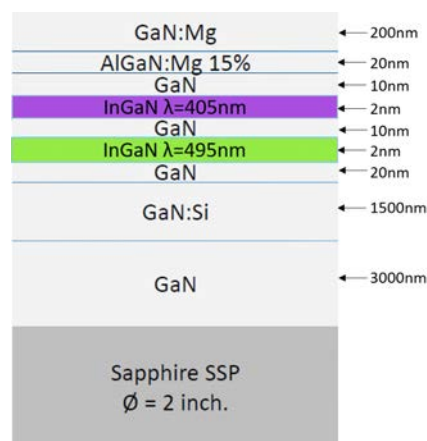 GaN:Mg
200nm
AlGaN:Mg 15%
20nm
GaN
10nm
InGaN λ=405nm
2nm
GaN
10nm
InGaN λ=495nm
2nm
GaN
20nm
GaN:Si
1500nm
GaN
3000nm
Sapphire SSP
Ø = 2 inch.